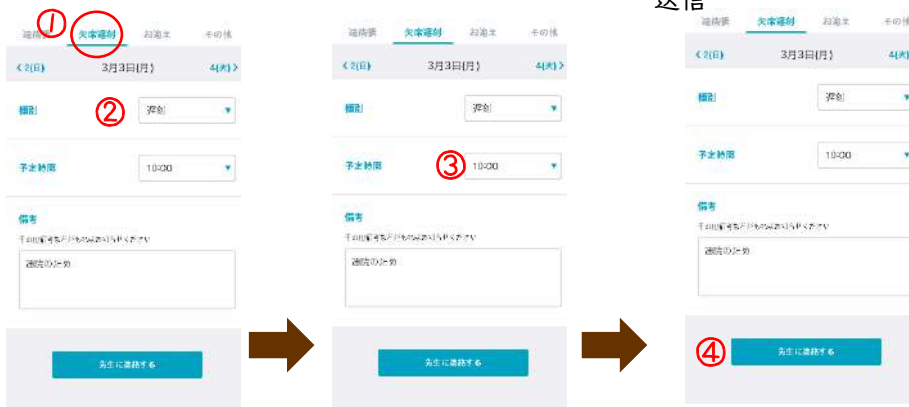 送信
①
連絡帳 欠席遅刻 お迎え その他
< 2(日) 3月3日(月) 4(火) >
種別 ② 遅刻
予定時間 10:00
備考
通院のため
先生に連絡する
連絡帳 欠席遅刻 お迎え その他
< 2(日) 3月3日(月) 4(火) >
種別 遅刻
予定時間 ③ 10:00
備考
通院のため
先生に連絡する
連絡帳 欠席遅刻 お迎え その他
< 2(日) 3月3日(月) 4(火)
種別 遅刻
予定時間 10:00
備考
通院のため
④ 先生に連絡する